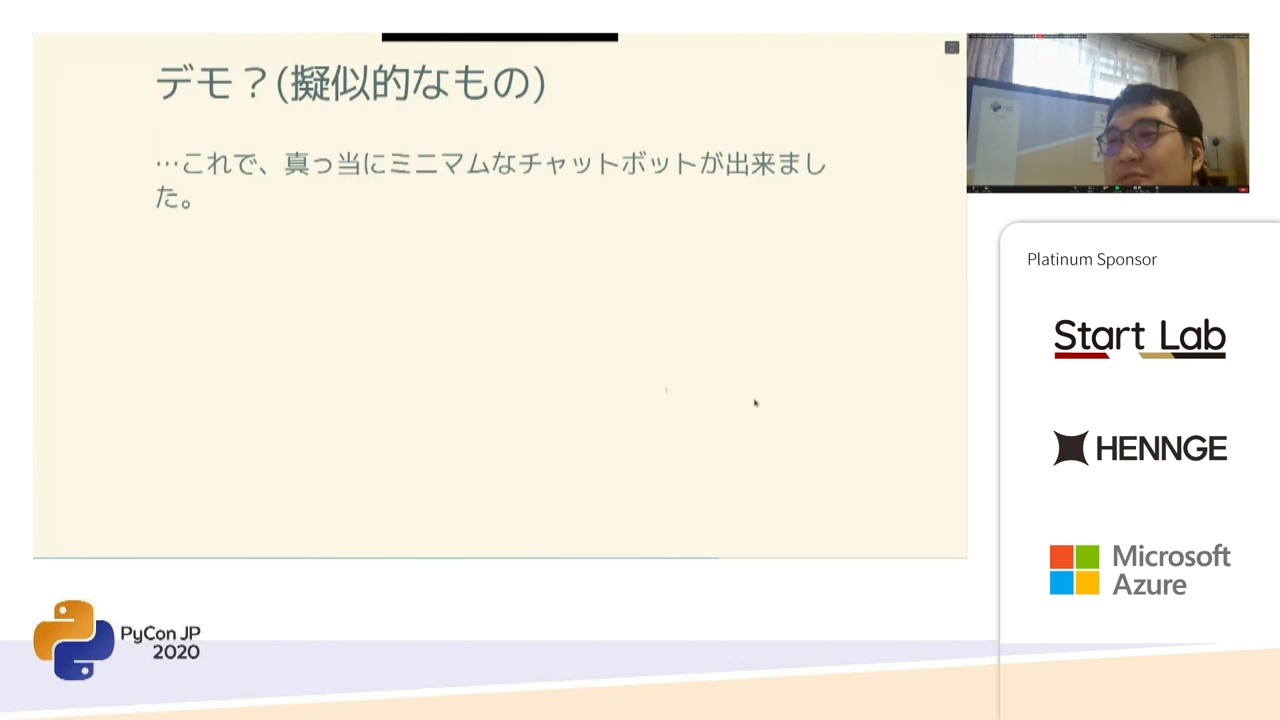 デモ？(擬似的なもの)
…これで、真っ当にミニマムなチャットボットが出来まし
た。
Platinum Sponsor
Start Lab
HENNGE
Microsoft
Azure
PyCon JP
2020